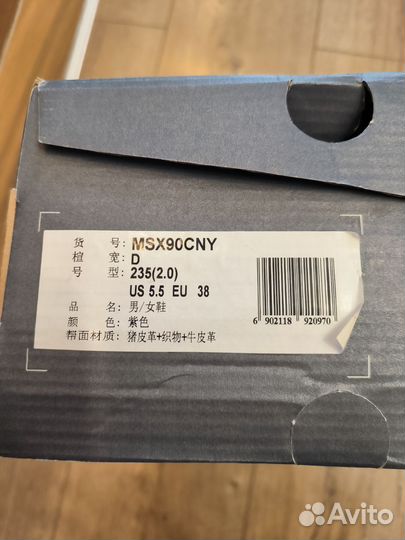 货 号: MSX90CNY
楦 宽: D
号 型: 235(2.0)
US 5.5 EU 38
品 名: 男/女鞋
颜 色: 紫色
帮面材质: 猪皮革+织物+牛皮革
6 902118 920970
Avito